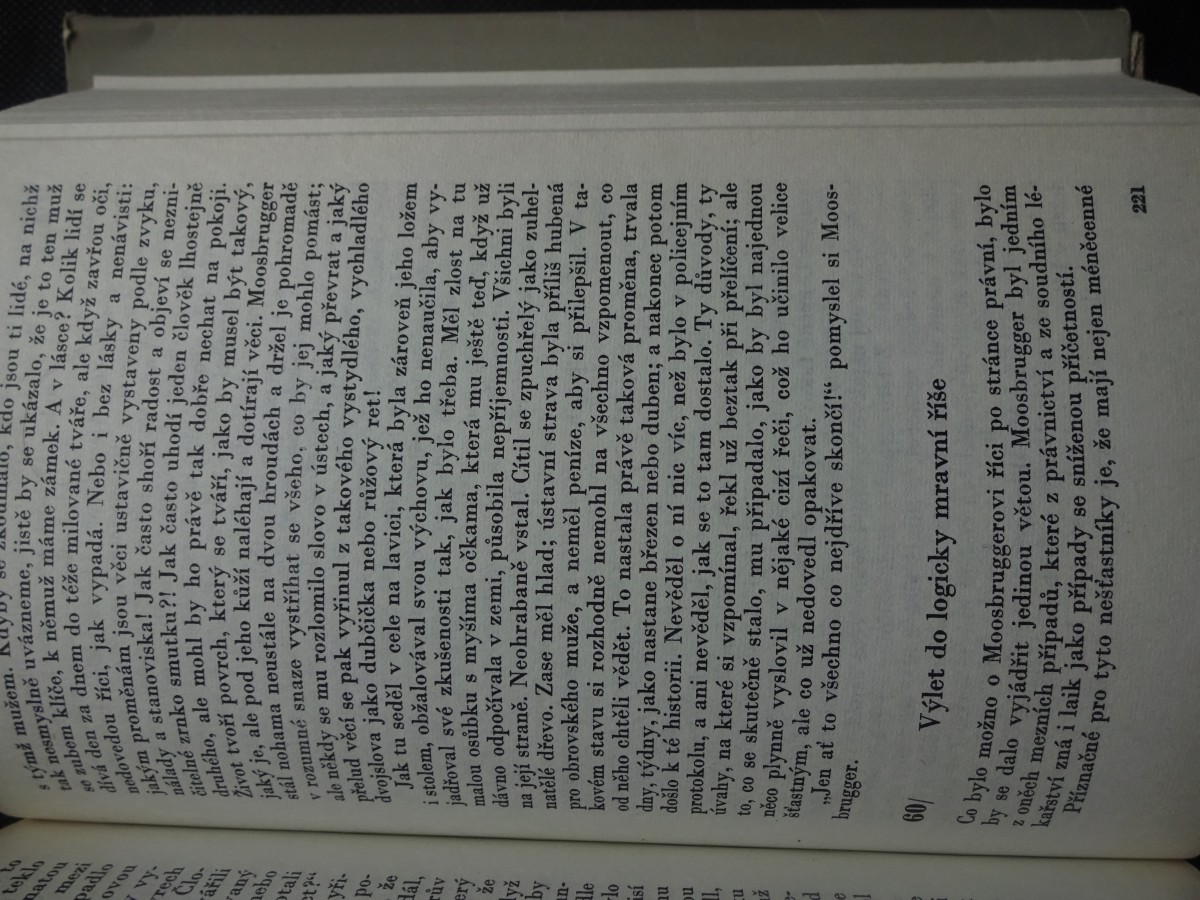 s týmž mužem. Kdyby se zkoumalo, kdo jsou ti lidé, na nichž
tak nesmyslně uvázneme, jistě by se ukázalo, že je to ten muž
se zubem klíče, k němuž máme zámek. A v lásce? Kolik lidí se
dívá den za dnem do téže milované tváře, ale když zavřou oči,
nedovedou říci, jak vypadá. Nebo i bez lásky a nenávisti:
jakým proměnám jsou věci ustavičně vystaveny podle zvyku,
nálady a stanoviska! Jak často shoří radost a objeví se nezni-
čitelné zrnko smutku?! Jak často uhodí jeden člověk lhostejně
druhého, ale mohl by ho právě tak dobře nechat na pokoji.
Život tvoří povrch, který se tváří, jako by musel být takový,
jaký je, ale pod jeho kůží naléhají a dotírají věci. Moosbrugger
stál nohama neustále na dvou hroudách a držel je pohromadě
v rozumné snaze vystříhat se všeho, co by jej mohlo pomást;
ale někdy se mu rozlomilo slovo v ústech, a jaký převrat a jaký
přelud věcí se pak vyřinul z takového vystydlého, vychladlého
dvojslova jako dubčička nebo růžový ret!
Jak tu seděl v cele na lavici, která byla zároveň jeho ložem
i stolem, obžalovával svou výchovu, jež ho nenaučila, aby vy-
jadřoval své zkušenosti tak, jak bylo třeba. Měl zlost na tu
malou osůbku s myšíma očkama, která mu ještě teď, když už
dávno odpočívala v zemi, působila nepříjemnosti. Všichni byli
na její straně. Neohrabaně vstal. Cítil se zpuchřelý jako zuhel-
natělé dřevo. Zase měl hlad; ústavní strava byla příliš hubená
pro obrovského muže, a neměl peníze, aby si přilepšil. V ta-
kovém stavu si rozhodně nemohl na všechno vzpomenout, co
od něho chtěli vědět. To nastala právě taková proměna, trvala
dny, týdny, jako nastane březen nebo duben; a nakonec potom
došlo k té historii. Nevěděl o ní nic víc, než bylo v policejním
protokolu, a ani nevěděl, jak se to tam dostalo. Ty důvody, ty
úvahy, na které si vzpomínal, řekl už beztak při přelíčení; ale
to, co se skutečně stalo, mu připadalo, jako by byl najednou
něco plynně vyslovil v nějaké cizí řeči, což ho učinilo velice
šťastným, ale co už nedovedl opakovat.
„Jen ať to všechno co nejdříve skončí!“ pomyslel si Moos-
brugger.
60/
Výlet do logicky mravní říše
Co bylo možno o Moosbruggerovi říci po stránce právní, bylo
by se dalo vyjádřit jedinou větou. Moosbrugger byl jedním
z oněch mezních případů, které z právnictví a ze soudního lé-
kařství zná i laik jako případy se sníženou příčetností.
Příznačné pro tyto nešťastníky je, že mají nejen méněcenné
221